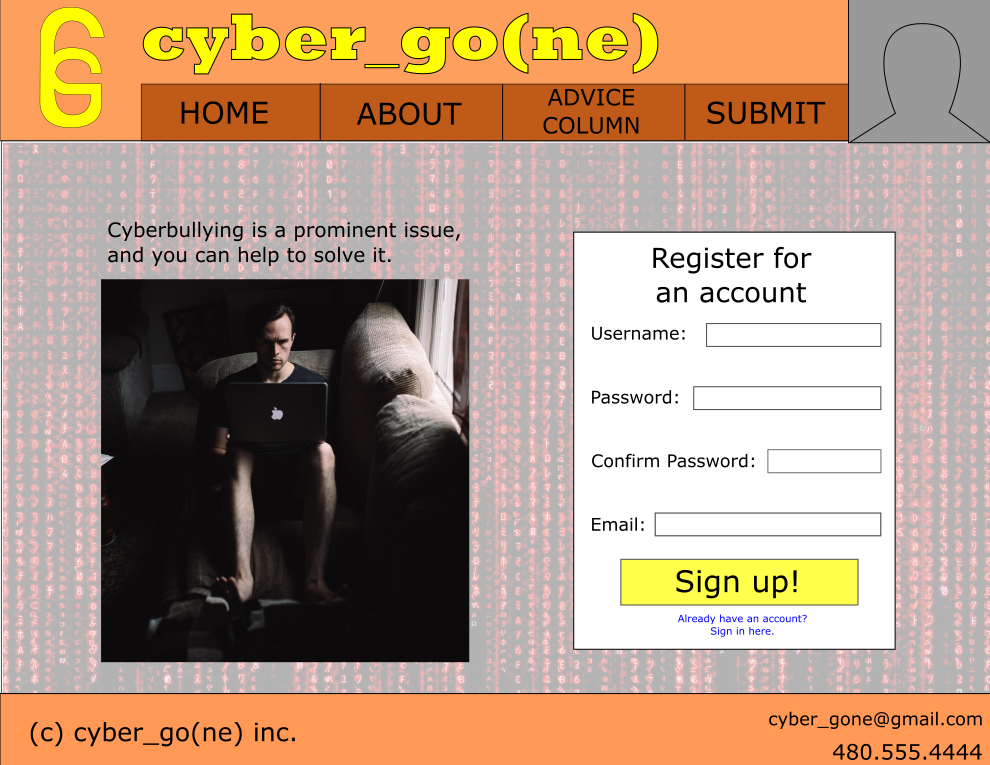 cyber_go(ne)
HOME
ABOUT
ADVICE
COLUMN
SUBMIT
Cyberbullying is a prominent issue,
and you can help to solve it.
Register for
an account
Username:
Password:
Confirm Password:
Email:
Sign up!
Already have an account?
Sign in here.
(c) cyber_go(ne) inc.
cyber_gone@gmail.com
480.555.4444